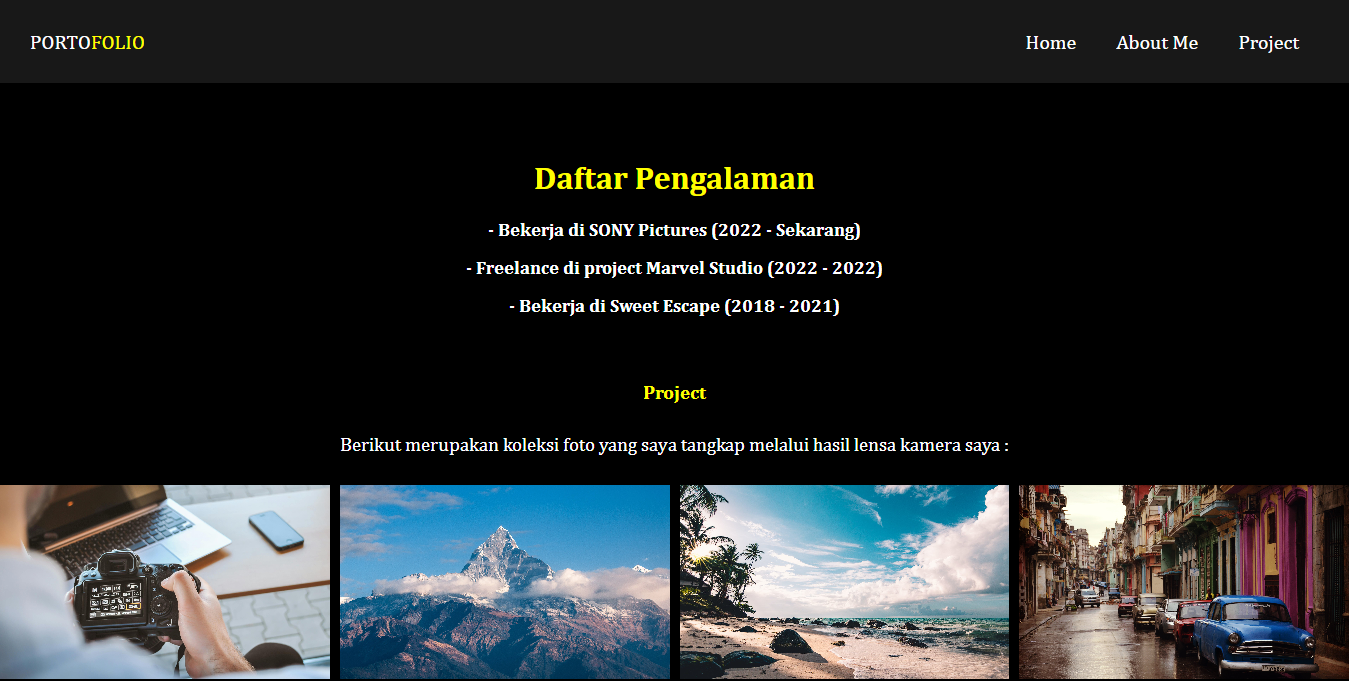 PORTOFOLIO
Home About Me Project
Daftar Pengalaman
- Bekerja di SONY Pictures (2022 - Sekarang)
- Freelance di project Marvel Studio (2022 - 2022)
- Bekerja di Sweet Escape (2018 - 2021)
Project
Berikut merupakan koleksi foto yang saya tangkap melalui hasil lensa kamera saya :